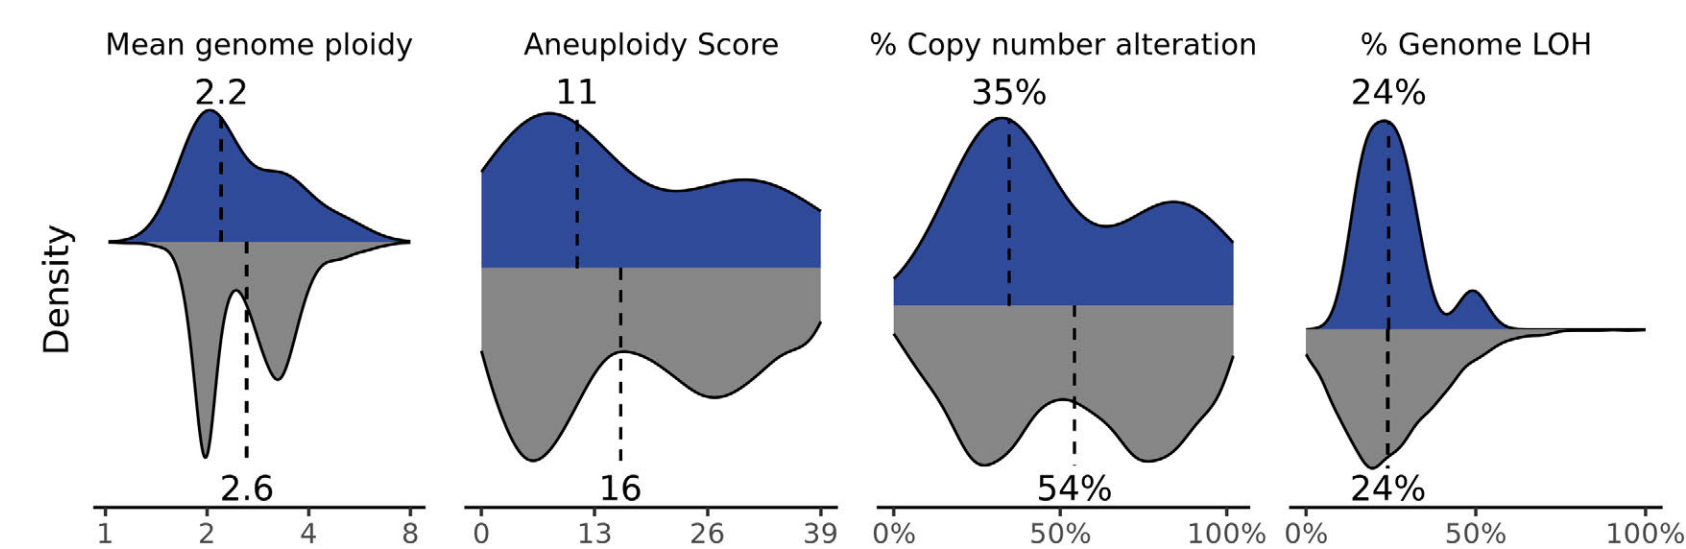 Mean genome ploidy
Aneuploidy Score
% Copy number alteration
% Genome LOH
2.2
11
35%
24%
Density
2.6
16
54%
24%
1 2 4 8
0 13 26 39
0% 50% 100%
0% 50% 100%